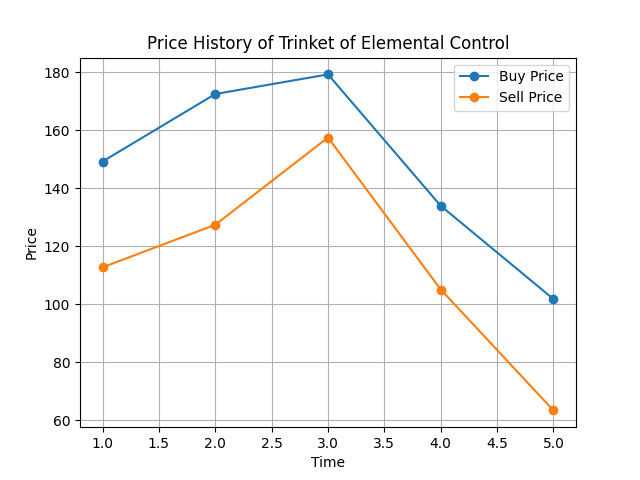 Price History of Trinket of Elemental Control
Buy Price
Sell Price
180
160
140
120
100
80
60
Price
1.0 1.5 2.0 2.5 3.0 3.5 4.0 4.5 5.0
Time